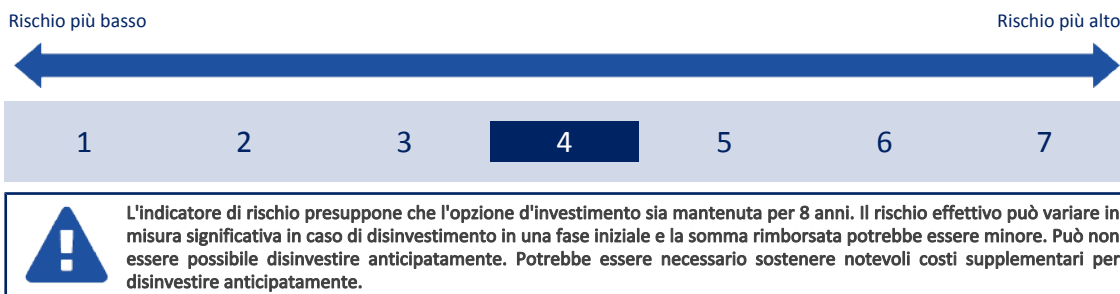 Rischio più basso Rischio più alto
1 2 3 4 5 6 7
L'indicatore di rischio presuppone che l'opzione d'investimento sia mantenuta per 8 anni. Il rischio effettivo può variare in
misura significativa in caso di disinvestimento in una fase iniziale e la somma rimborsata potrebbe essere minore. Può non
essere possibile disinvestire anticipatamente. Potrebbe essere necessario sostenere notevoli costi supplementari per
disinvestire anticipatamente.